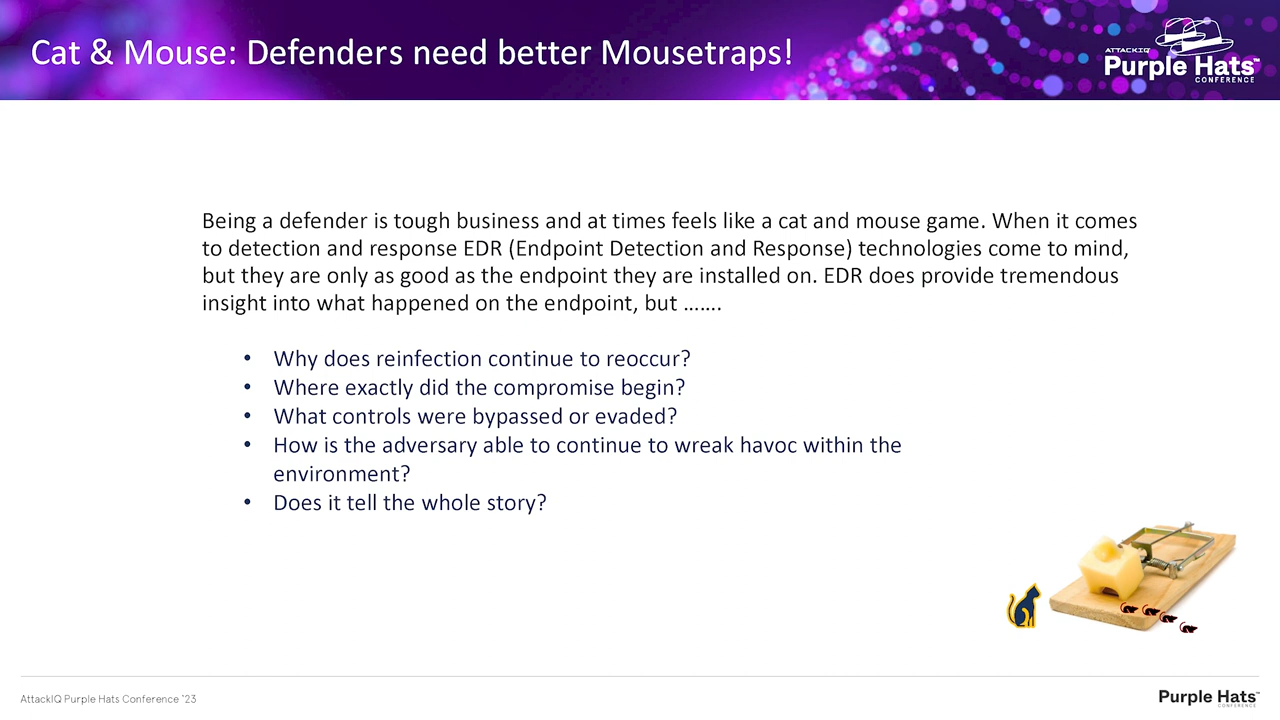 Cat & Mouse: Defenders need better Mousetraps!
ATTACKIQ
Purple Hats™
CONFERENCE
Being a defender is tough business and at times feels like a cat and mouse game. When it comes
to detection and response EDR (Endpoint Detection and Response) technologies come to mind,
but they are only as good as the endpoint they are installed on. EDR does provide tremendous
insight into what happened on the endpoint, but …….
• Why does reinfection continue to reoccur?
• Where exactly did the compromise begin?
• What controls were bypassed or evaded?
• How is the adversary able to continue to wreak havoc within the
environment?
• Does it tell the whole story?
AttackIQ Purple Hats Conference '23
Purple Hats™
CONFERENCE